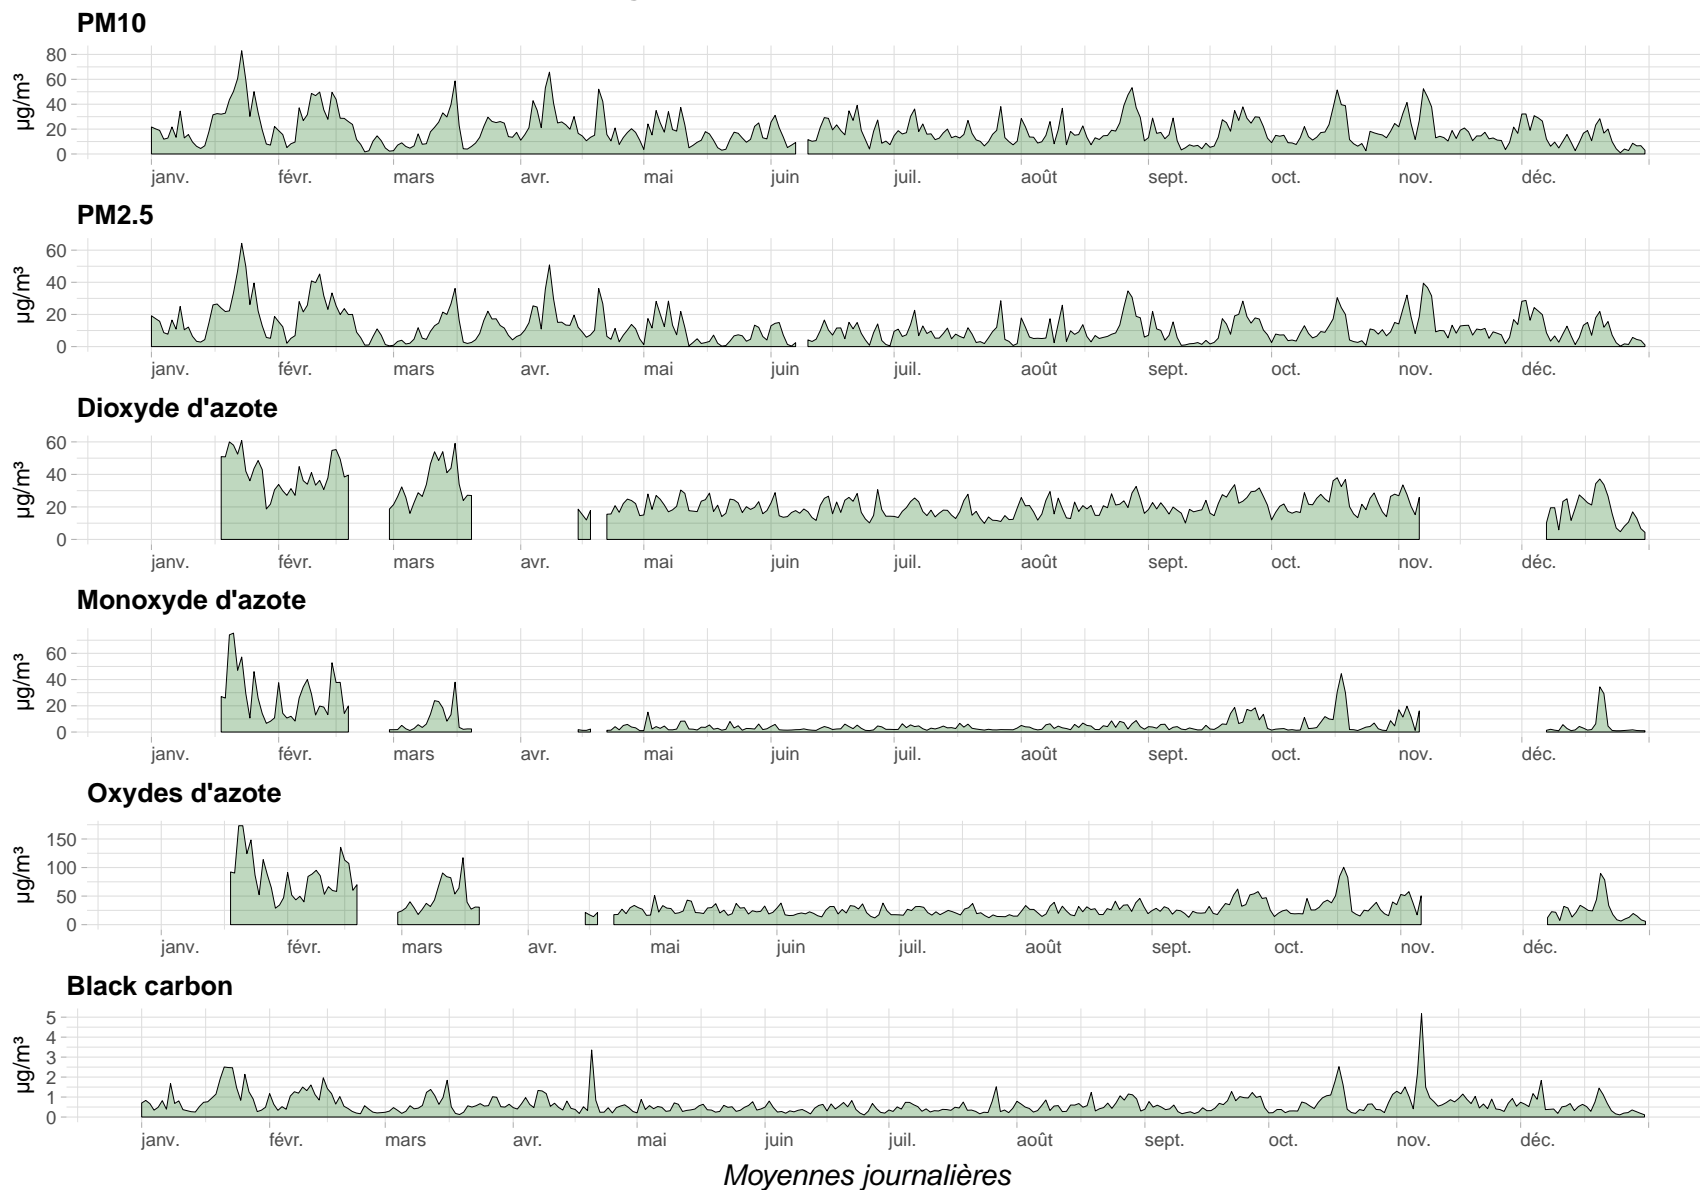 PM10
80
60
40
20
0
µg/m³
janv. févr. mars avr. mai juin juil. août sept. oct. nov. déc.
PM2.5
60
40
20
0
µg/m³
janv. févr. mars avr. mai juin juil. août sept. oct. nov. déc.
Dioxyde d'azote
60
40
20
0
µg/m³
janv. févr. mars avr. mai juin juil. août sept. oct. nov. déc.
Monoxyde d'azote
60
40
20
0
µg/m³
janv. févr. mars avr. mai juin juil. août sept. oct. nov. déc.
Oxydes d'azote
150
100
50
0
µg/m³
janv. févr. mars avr. mai juin juil. août sept. oct. nov. déc.
Black carbon
5
4
3
2
1
0
µg/m³
janv. févr. mars avr. mai juin juil. août sept. oct. nov. déc.
Moyennes journalières